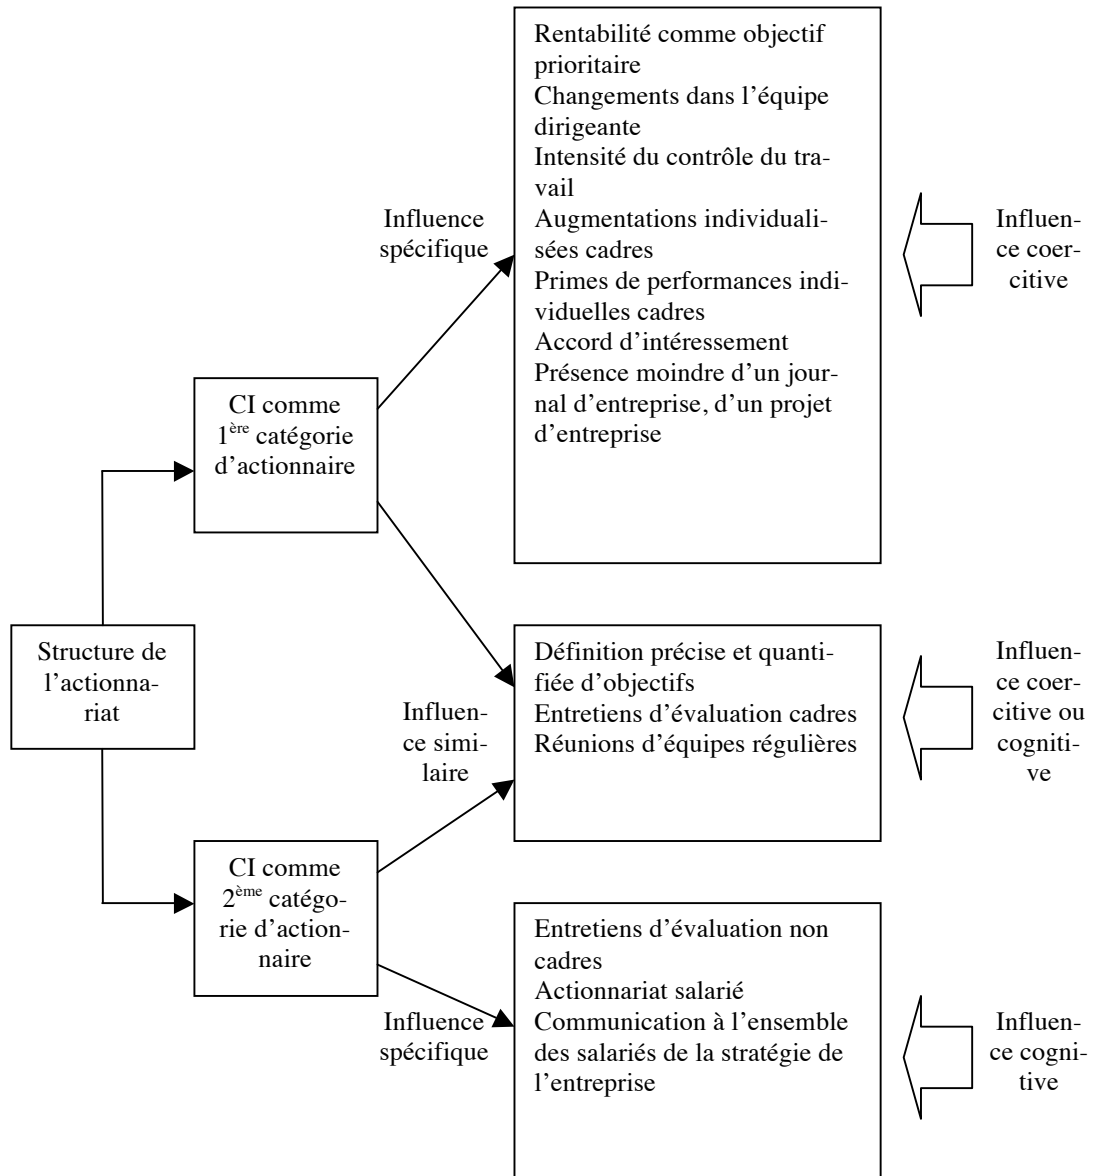 Rentabilité comme objectif
prioritaire
Changements dans l’équipe
dirigeante
Intensité du contrôle du tra-
vail
Augmentations individuali-
sées cadres
Primes de performances indi-
viduelles cadres
Accord d’intéressement
Présence moindre d’un jour-
nal d’entreprise, d’un projet
d’entreprise
Influence
spécifique
Influen-
ce coer-
citive
CI comme
1ère catégorie
d’actionnaire
Structure de
l’actionna-
riat
Définition précise et quanti-
fiée d’objectifs
Entretiens d’évaluation cadres
Réunions d’équipes régulières
Influen-
ce simi-
laire
Influen-
ce coer-
citive ou
cogniti-
ve
CI comme
2ème catégo-
rie d’action-
naire
Entretiens d’évaluation non
cadres
Actionnariat salarié
Communication à l’ensemble
des salariés de la stratégie de
l’entreprise
Influence
spécifique
Influen-
ce cogni-
tive